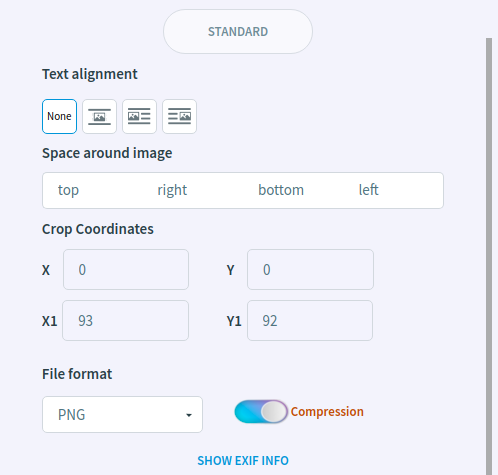 STANDARD
Text alignment
None
Space around image
top right bottom left
Crop Coordinates
X 0 Y 0
X1 93 Y1 92
File format
PNG Compression
SHOW EXIF INFO